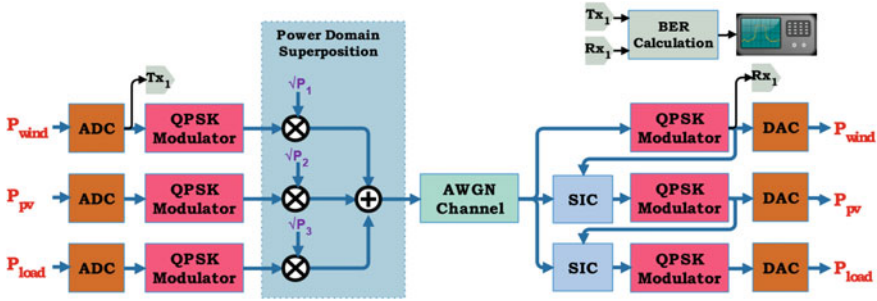 Power Domain
Superposition
Tx1
Rx1
BER
Calculation
Tx1
Rx1
√P1
Pwind
ADC
QPSK
Modulator
QPSK
Modulator
DAC
Pwind
√P2
Ppv
ADC
QPSK
Modulator
AWGN
Channel
SIC
QPSK
Modulator
DAC
Ppv
√P3
Pload
ADC
QPSK
Modulator
SIC
QPSK
Modulator
DAC
Pload